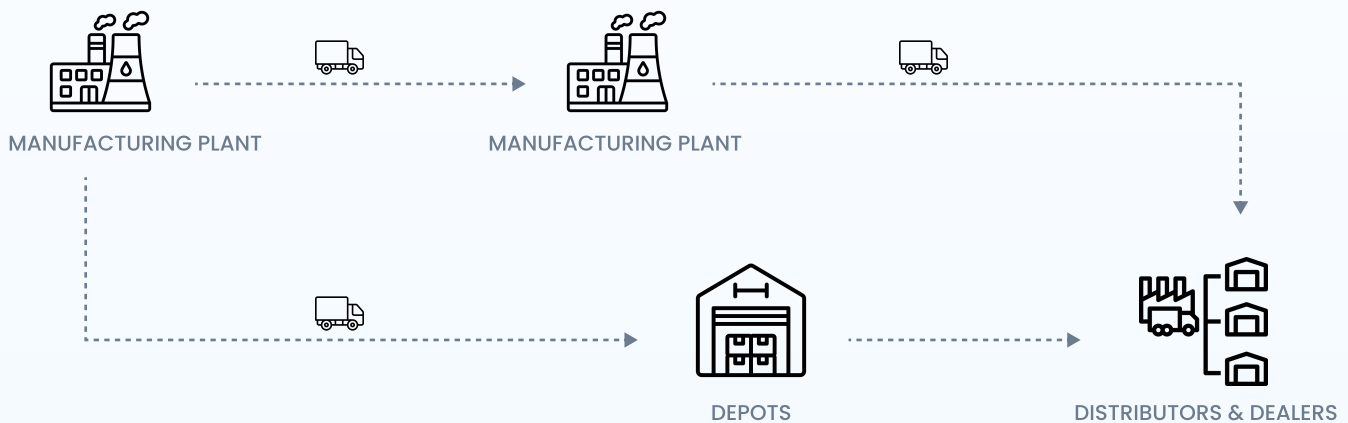 MANUFACTURING PLANT
MANUFACTURING PLANT
DEPOTS
DISTRIBUTORS & DEALERS